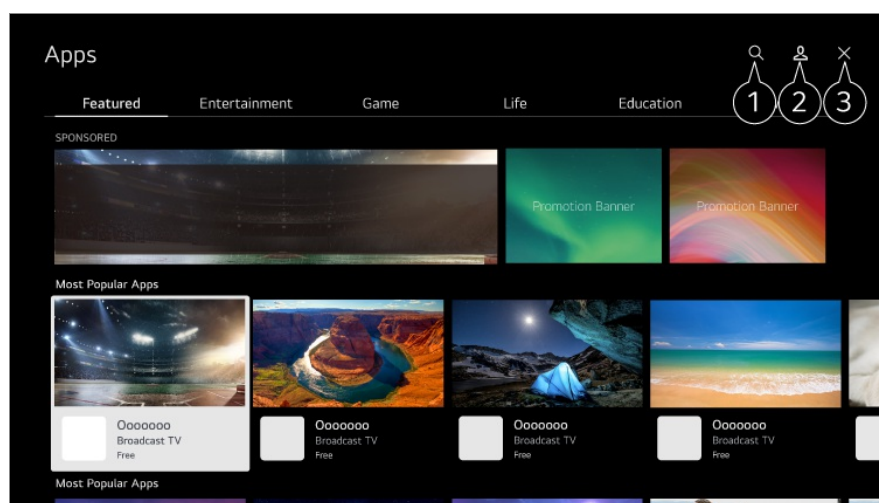 Apps
1 2 3
Featured Entertainment Game Life Education
SPONSORED
Promotion Banner Promotion Banner
Most Popular Apps
Ooooooo Ooooooo Ooooooo Ooooooo
Broadcast TV Broadcast TV Broadcast TV Broadcast TV
Free Free Free Free
Most Popular Apps